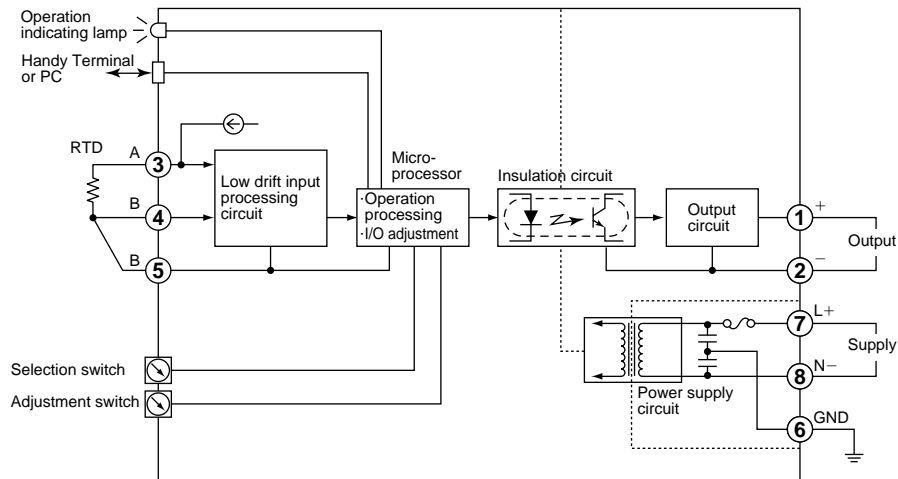 Operation
indicating lamp
Handy Terminal
or PC
RTD
A
3
B
4
B
5
Low drift input
processing
circuit
Micro-
processor
·Operation
processing
·I/O adjustment
Insulation circuit
Output
circuit
1
+
Output
2
−
7
L+
Supply
8
N−
Power supply
circuit
6
GND
Selection switch
Adjustment switch